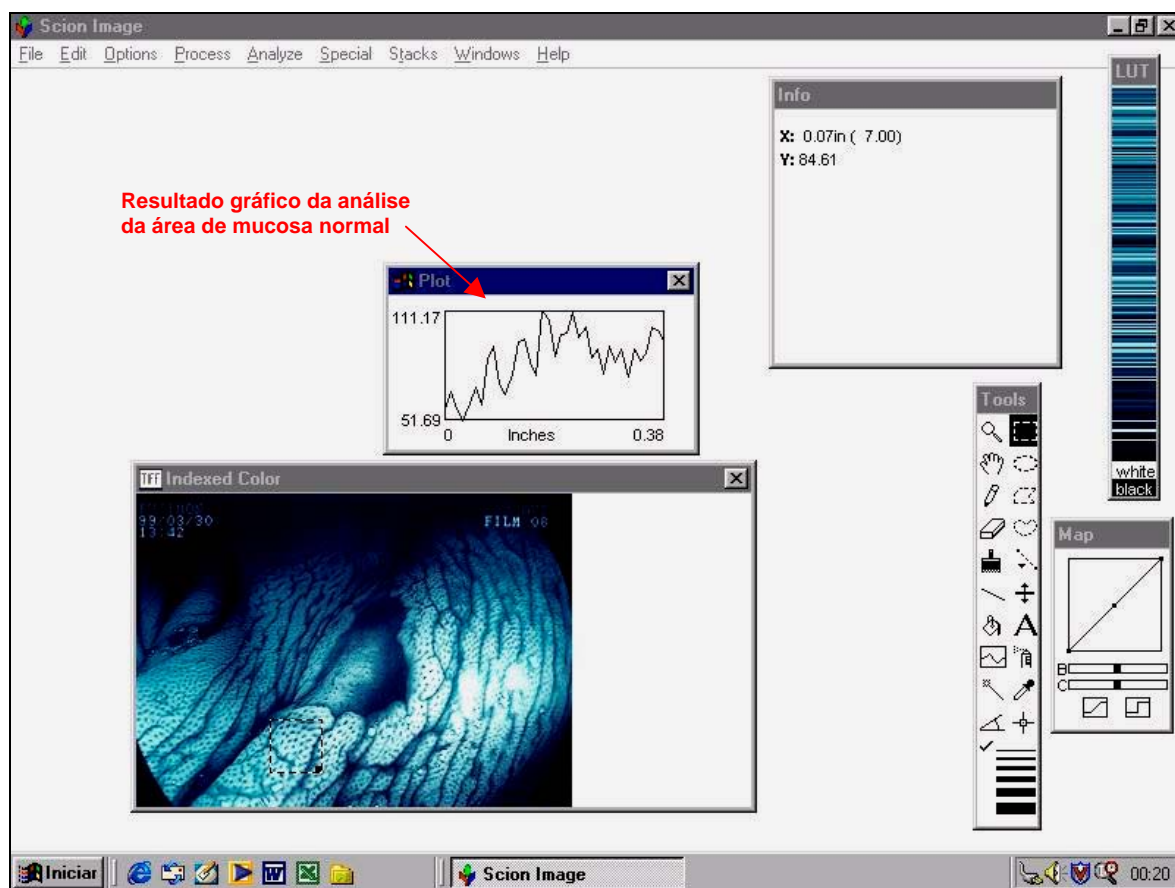 Scion Image
File Edit Options Process Analyze Special Stacks Windows Help
LUT
Info
X: 0.07in ( 7.00)
Y: 84.61
Resultado gráfico da análise
da área de mucosa normal
Plot
111.17
51.69
0 Inches 0.38
Tools
A
white
black
TIFF Indexed Color
99/03/30
13:42
FILM 08
Map
B
C
Iniciar
Scion Image
00:20